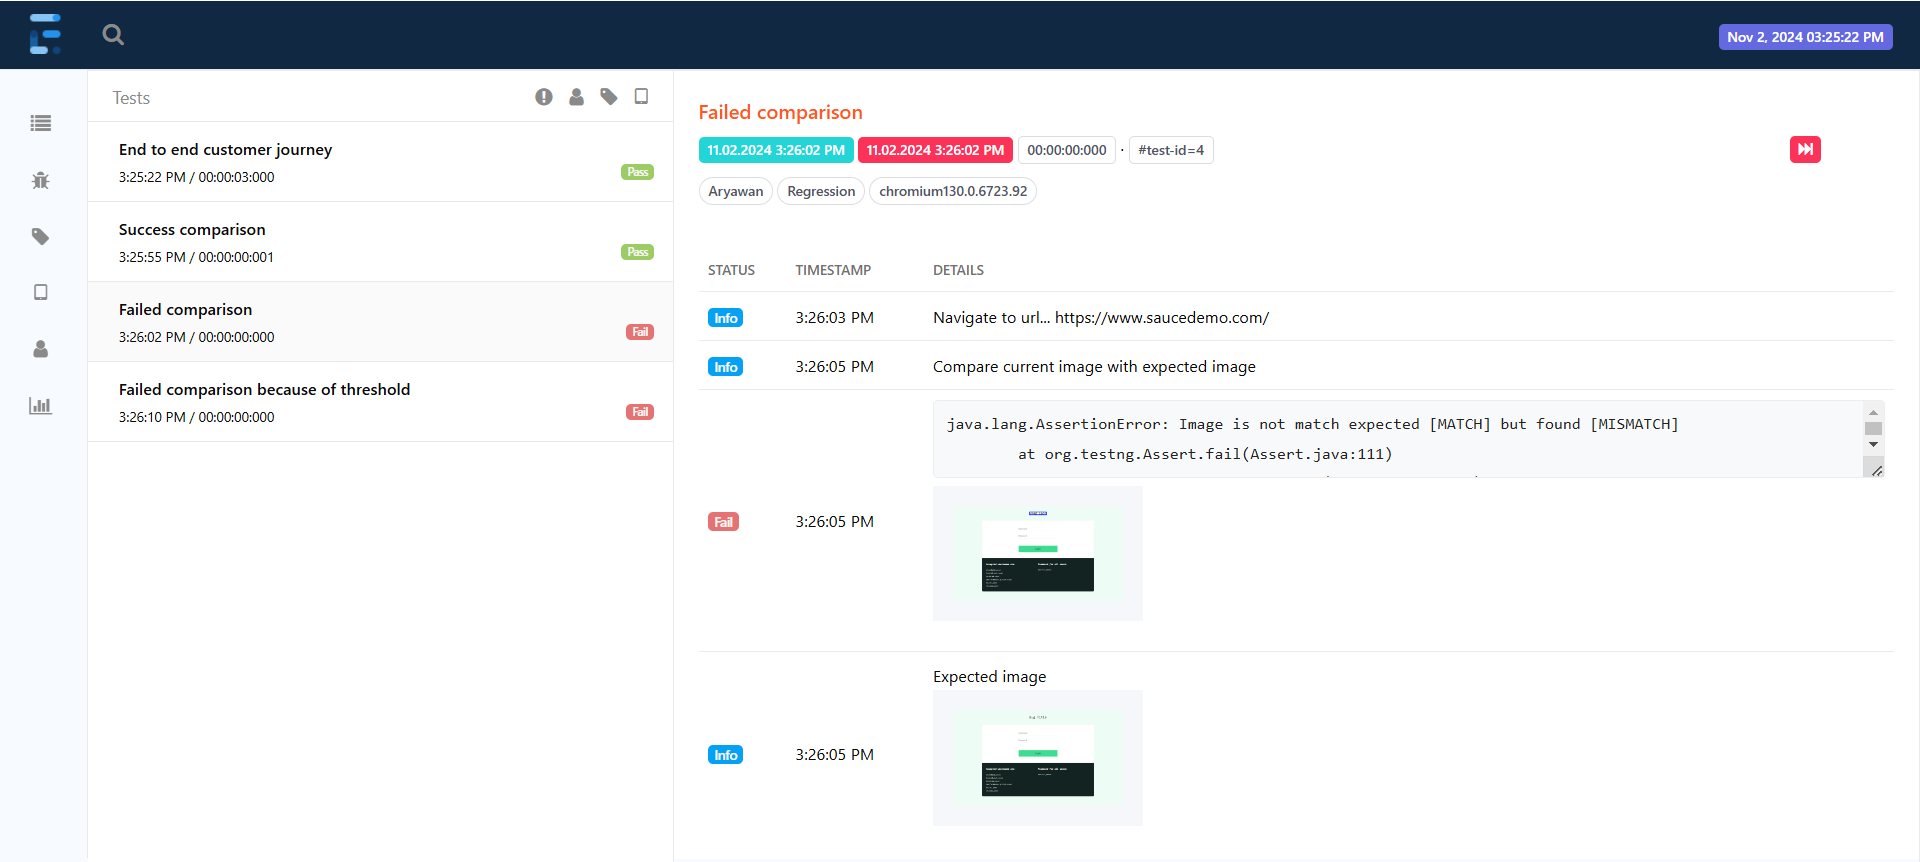 Nov 2, 2024 03:25:22 PM
Tests
End to end customer journey
3:25:22 PM / 00:00:03:000
Pass
Success comparison
3:25:55 PM / 00:00:00:001
Pass
Failed comparison
3:26:02 PM / 00:00:00:000
Fail
Failed comparison because of threshold
3:26:10 PM / 00:00:00:000
Fail
Failed comparison
11.02.2024 3:26:02 PM 11.02.2024 3:26:02 PM 00:00:00:000 · #test-id=4
Aryawan Regression chromium130.0.6723.92
STATUS TIMESTAMP DETAILS
Info 3:26:03 PM Navigate to url... https://www.saucedemo.com/
Info 3:26:05 PM Compare current image with expected image
java.lang.AssertionError: Image is not match expected [MATCH] but found [MISMATCH]
at org.testng.Assert.fail(Assert.java:111)
Fail 3:26:05 PM
Expected image
Info 3:26:05 PM